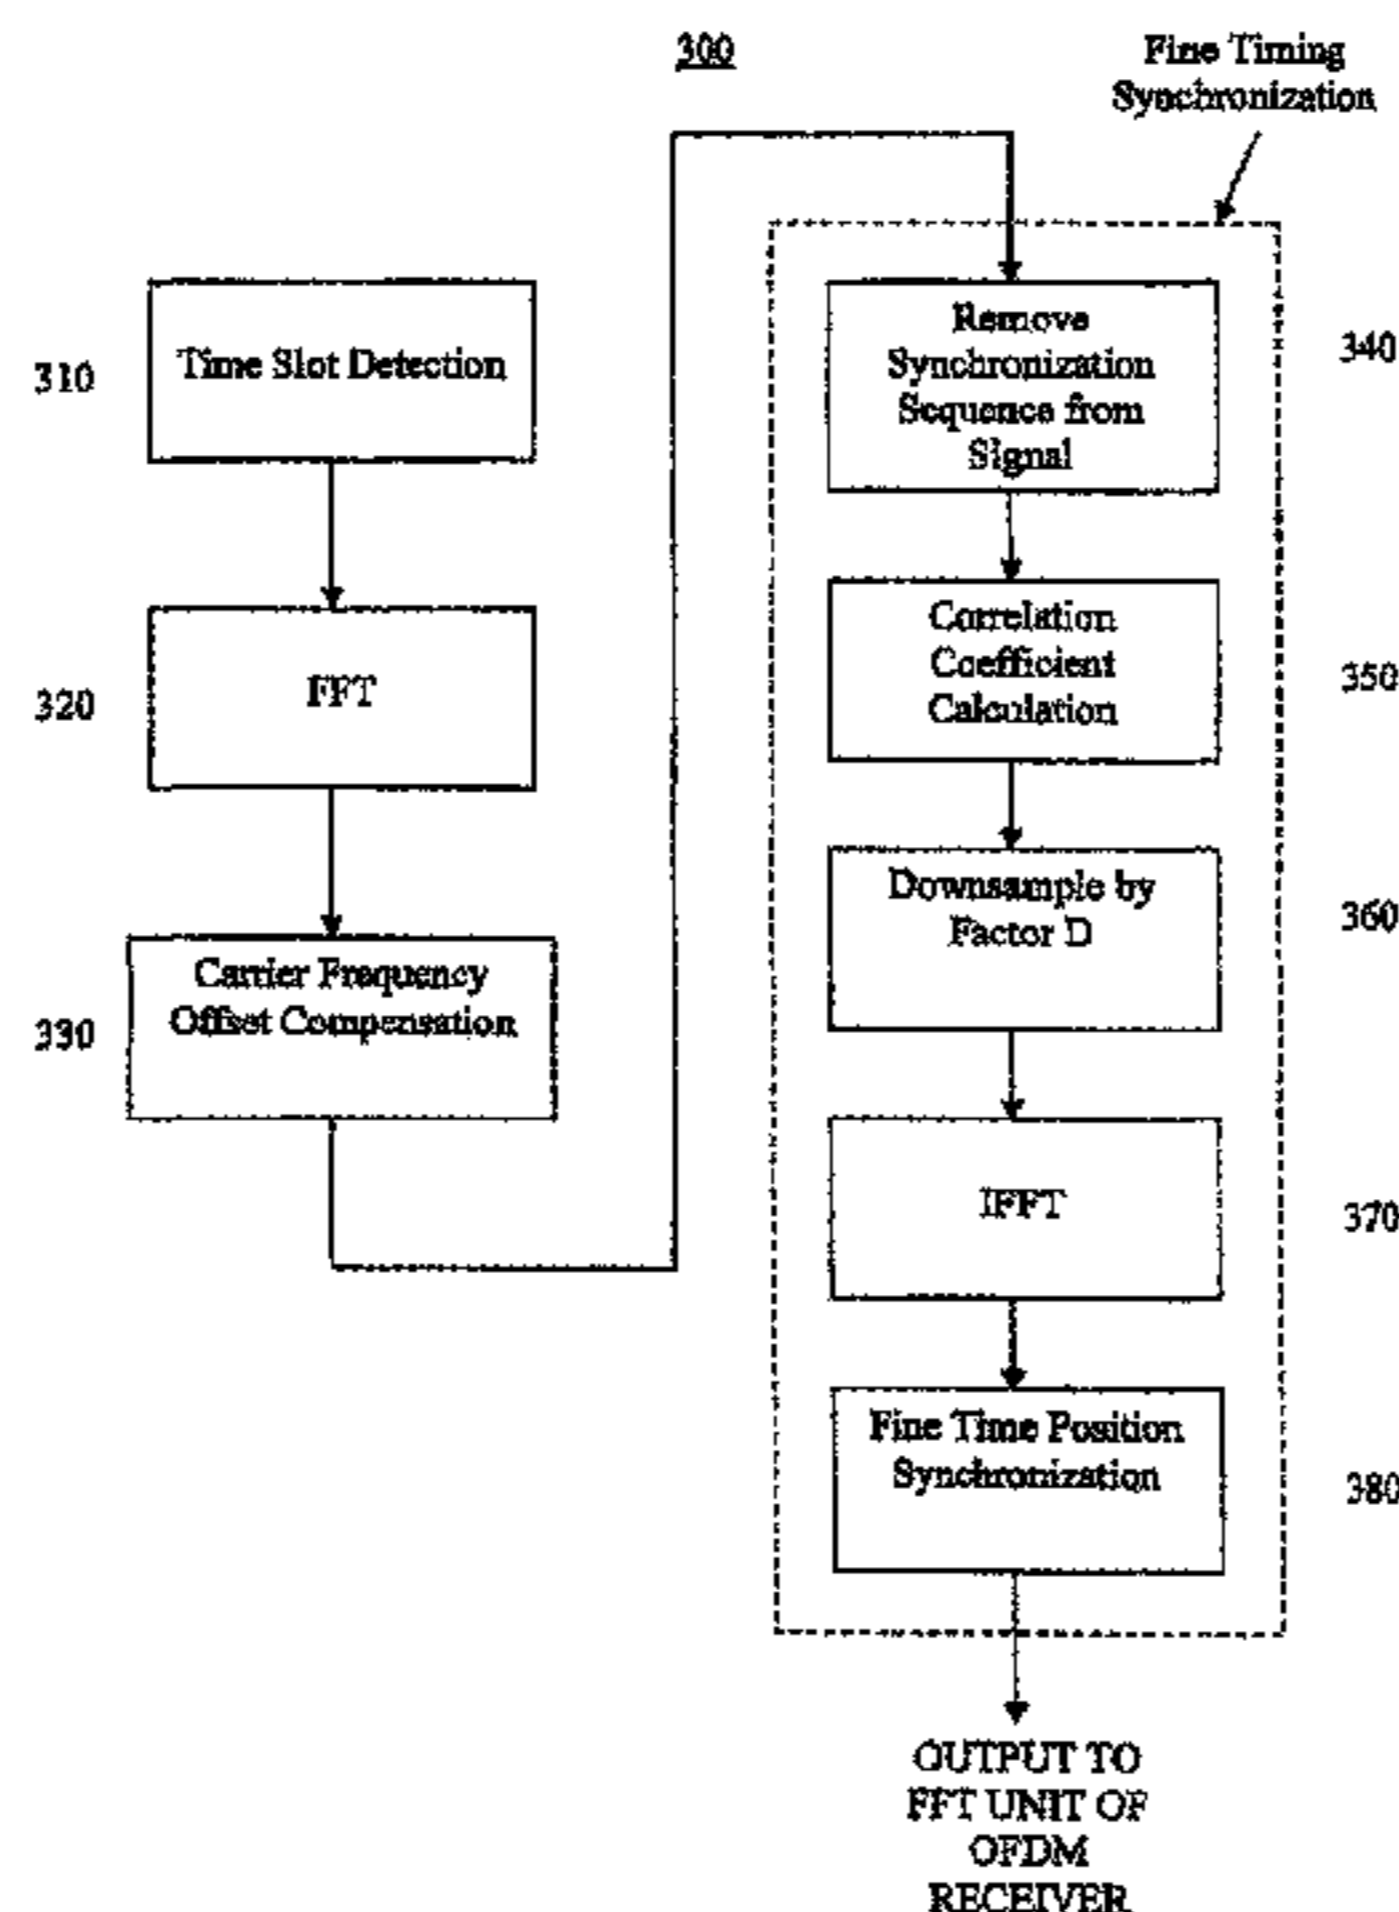 300
Fine Timing
Synchronization
310
Time Slot Detection
320
FFT
330
Carrier Frequency
Offset Compensation
Remove
Synchronization
Sequence from
Signal
340
Correlation
Coefficient
Calculation
350
Downsample by
Factor D
360
IFFT
370
Fine Time Position
Synchronization
380
OUTPUT TO
FFT UNIT OF
OFDM
RECEIVER